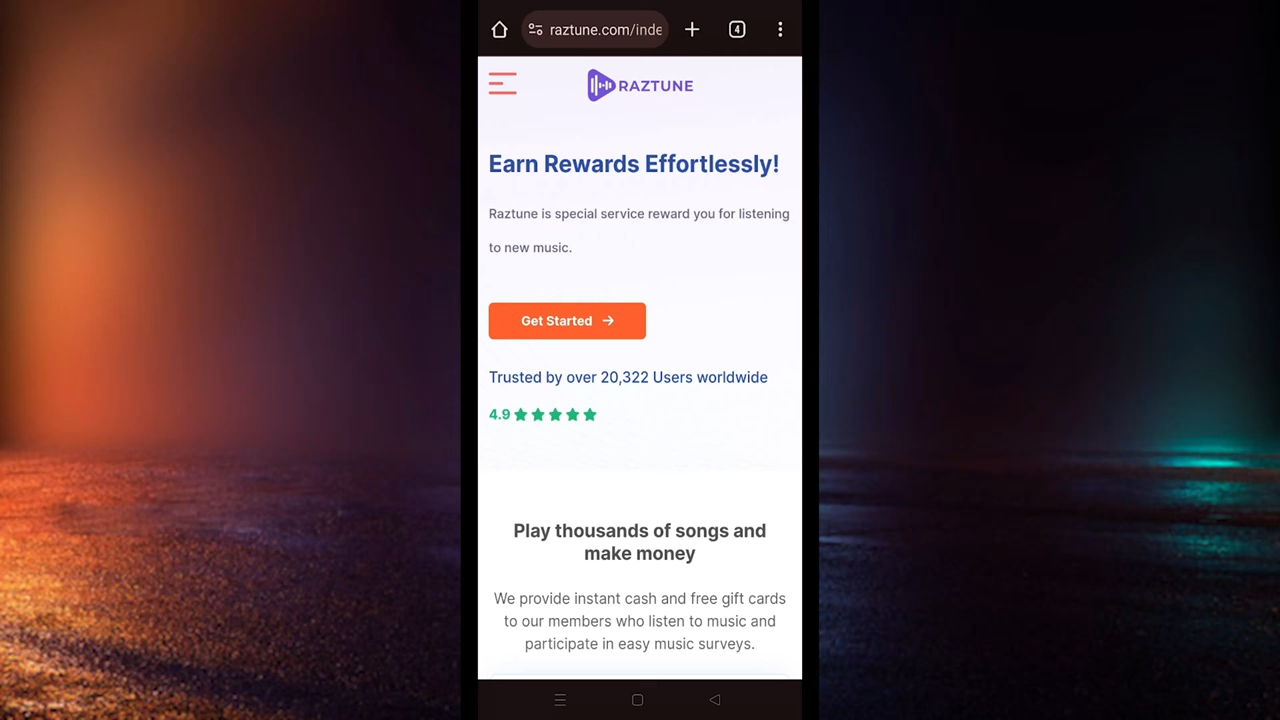 raztune.com/inde
4
RAZTUNE
Earn Rewards Effortlessly!
Raztune is special service reward you for listening
to new music.
Get Started →
Trusted by over 20,322 Users worldwide
4.9
Play thousands of songs and
make money
We provide instant cash and free gift cards
to our members who listen to music and
participate in easy music surveys.